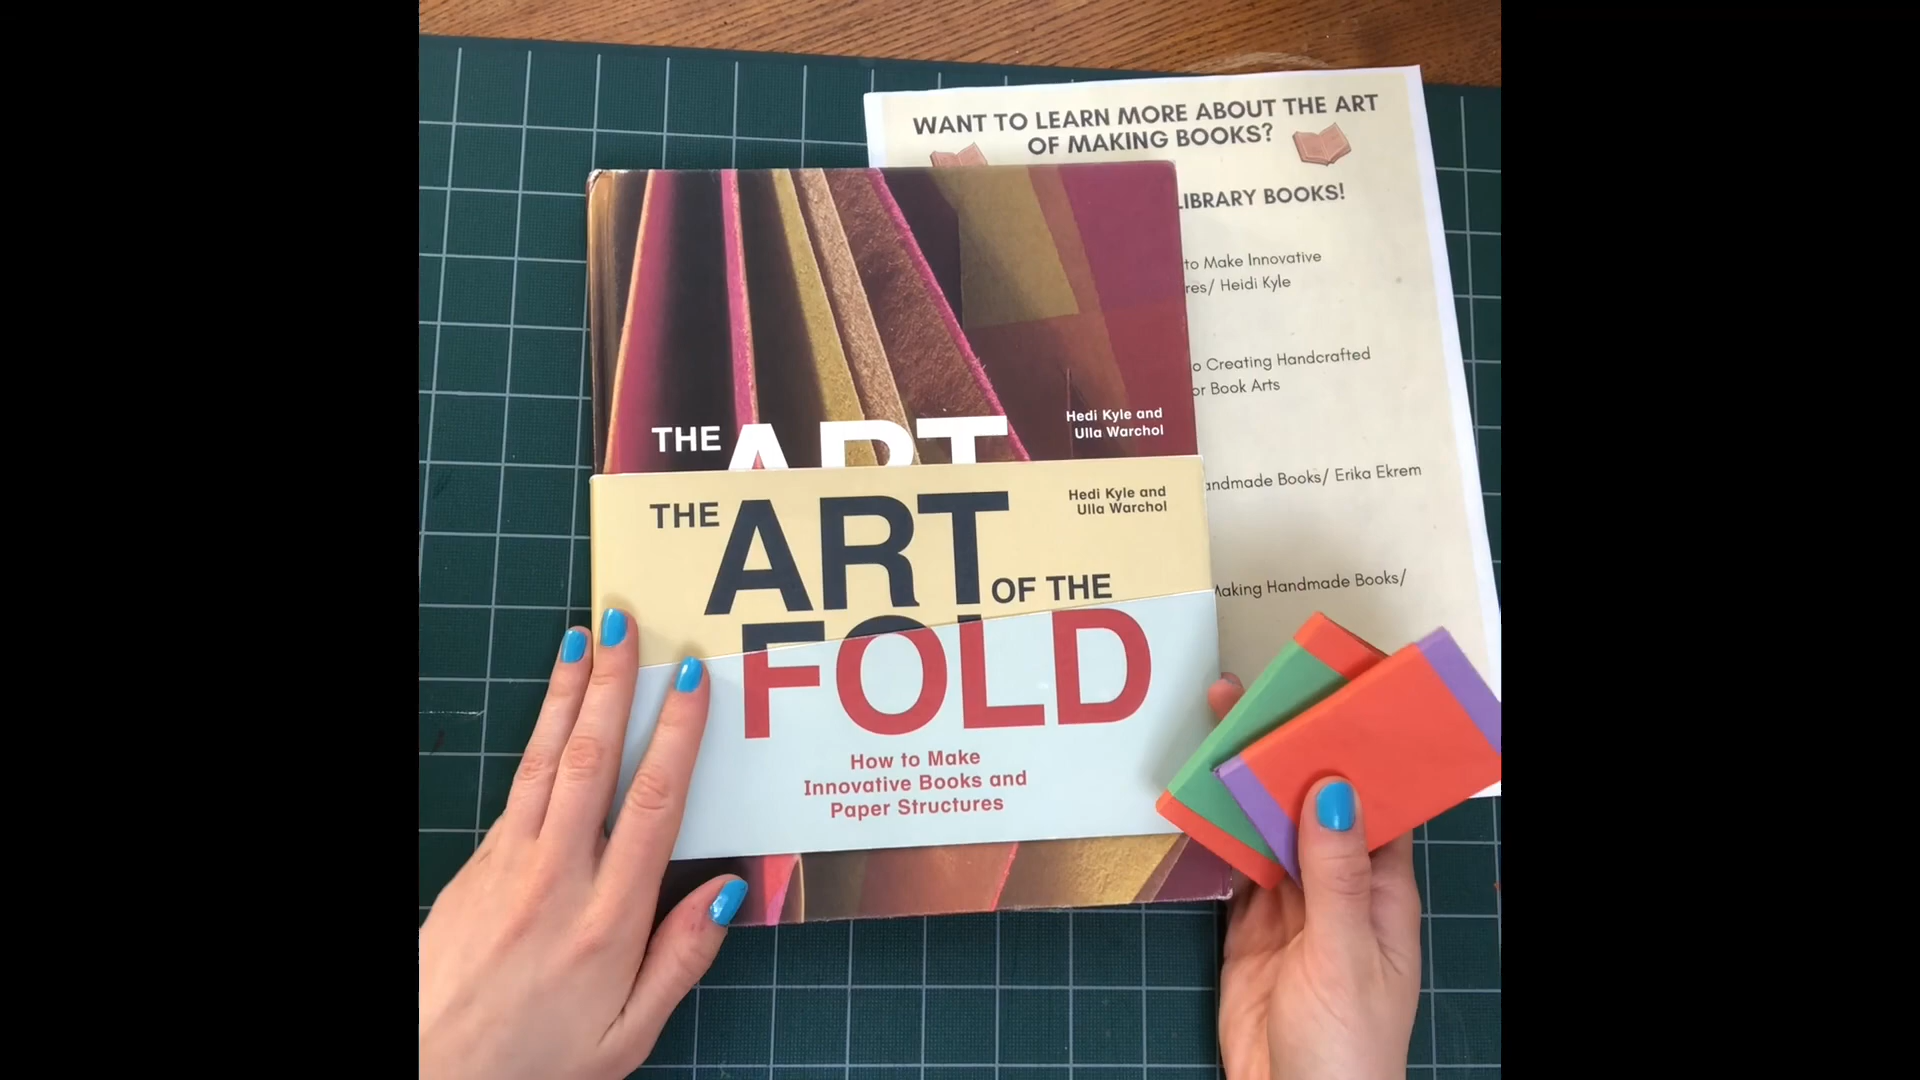 WANT TO LEARN MORE ABOUT THE ART
OF MAKING BOOKS?
LIBRARY BOOKS!
to Make Innovative
res/ Heidi Kyle
o Creating Handcrafted
or Book Arts
andmade Books/ Erika Ekrem
Making Handmade Books/
THE ART
Hedi Kyle and
Ulla Warchol
THE ART OF THE
FOLD
Hedi Kyle and
Ulla Warchol
How to Make
Innovative Books and
Paper Structures